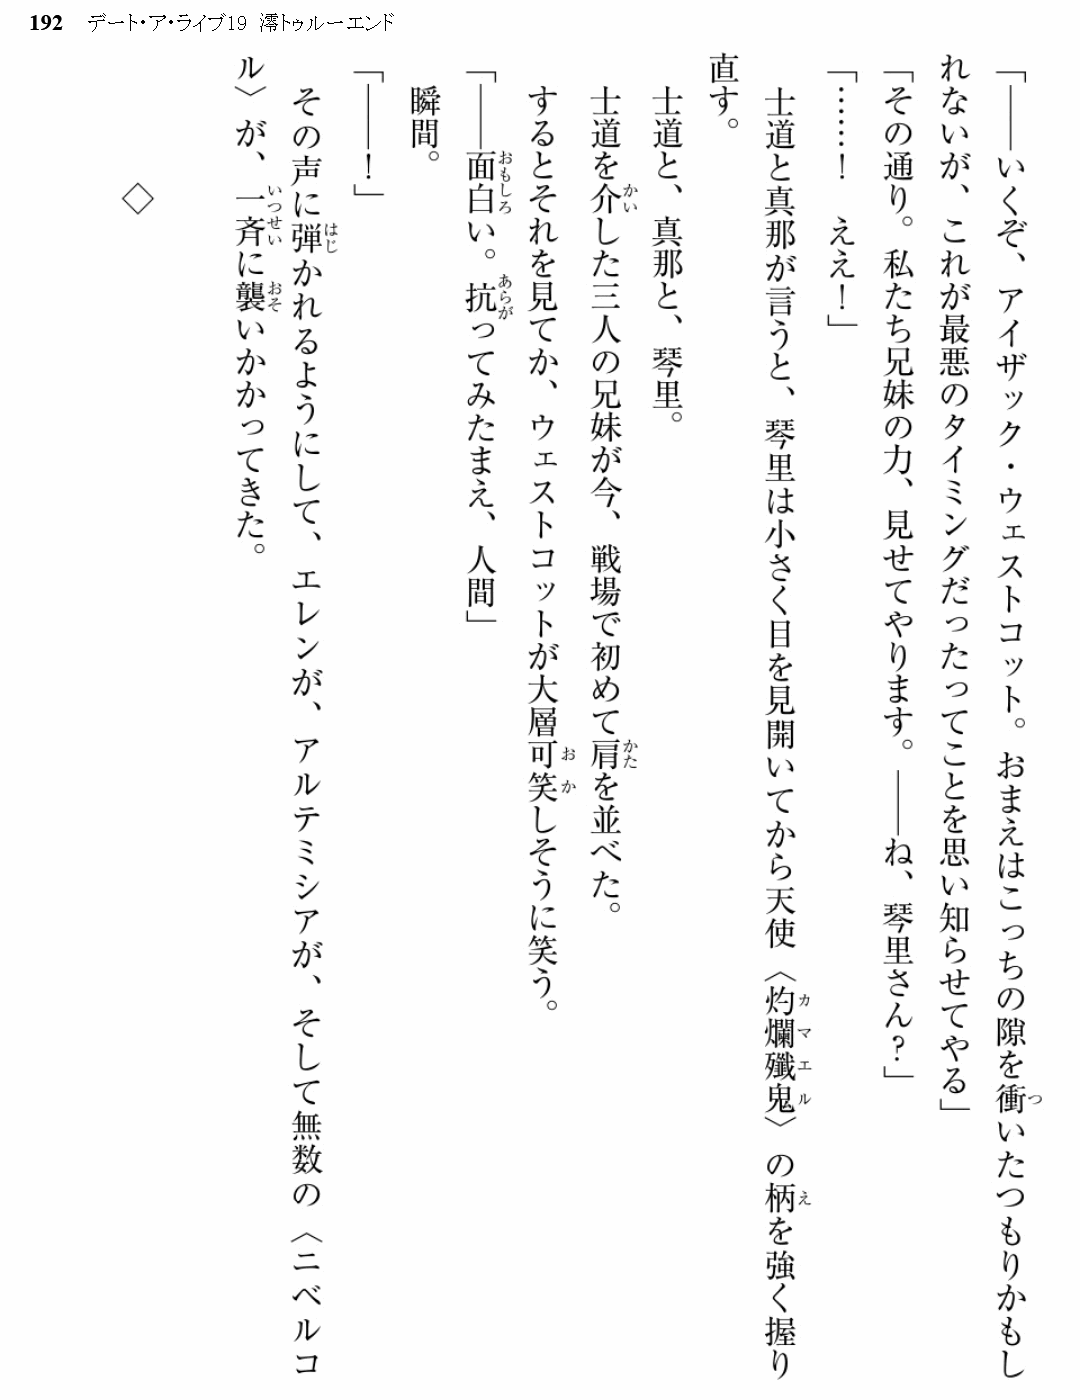 192 デート・ア・ライブ19 澪トゥルーエンド
「――いくぞ、アイザック・ウェストコット。おまえはこっちの隙を衝いたつもりかもし
れないが、これが最悪のタイミングだったってことを思い知らせてやる」
「その通り。私たち兄妹の力、見せてやります。――ね、琴里さん?」
「……! ええ!」
士道と真那が言うと、琴里は小さく目を見開いてから天使〈灼爛殲鬼〉の柄を強く握り
直す。
士道と、真那と、琴里。
士道を介した三人の兄妹が今、戦場で初めて肩を並べた。
するとそれを見てか、ウェストコットが大層可笑しそうに笑う。
「――面白い。抗ってみたまえ、人間」
瞬間。
「――!」
その声に弾かれるようにして、エレンが、アルテミシアが、そして無数の〈ニベルコ
ル〉が、一斉に襲いかかってきた。
◇